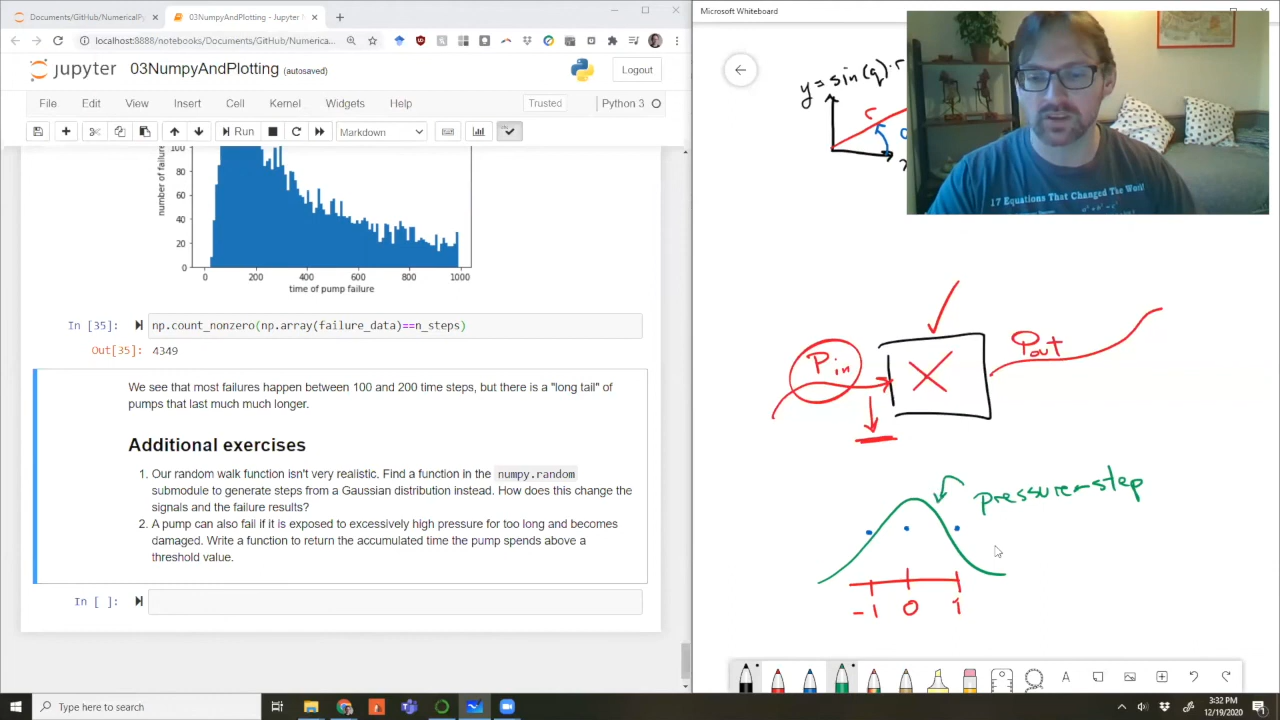 Documents/GitHub/NumericalP
03NumpyAndPlotting - Jupyter N
Microsoft Whiteboard
localhost:8888/notebooks/Documents/GitHub/Numerica...
jupyter
03NumpyAndPlotting (autosaved)
Logout
File Edit View Insert Cell Kernel Widgets Help
Trusted
Python 3
Run
Markdown
number of failure
100
80
60
40
20
0
0 200 400 600 800 1000
time of pump failure
In [35]:
np.count_nonzero(np.array(failure_data)==n_steps)
Out[35]:
4349
We see that most failures happen between 100 and 200 time steps, but there is a "long tail" of
pumps that last much much longer.
Additional exercises
1. Our random walk function isn't very realistic. Find a function in the numpy.random
submodule to generate steps from a Gaussian distribution instead. How does this change the
signals and the failure results?
2. A pump can also fail if it is exposed to excessively high pressure for too long and becomes
damaged. Write a function to return the accumulated time the pump spends above a
threshold value.
In [ ]:
y = sin(q)·r
r
17 Equations That Changed The World
Pin
Pout
pressure-step
-1 0 1
Type here to search
3:32 PM
12/19/2020